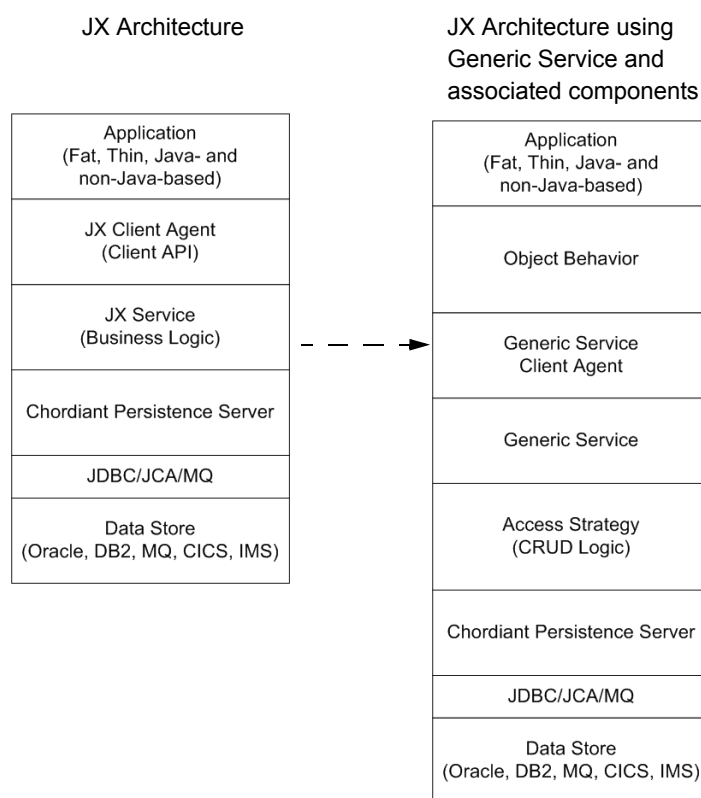 JX Architecture
Application
(Fat, Thin, Java- and
non-Java-based)
JX Client Agent
(Client API)
JX Service
(Business Logic)
Chordiant Persistence Server
JDBC/JCA/MQ
Data Store
(Oracle, DB2, MQ, CICS, IMS)
JX Architecture using
Generic Service and
associated components
Application
(Fat, Thin, Java- and
non-Java-based)
Object Behavior
Generic Service
Client Agent
Generic Service
Access Strategy
(CRUD Logic)
Chordiant Persistence Server
JDBC/JCA/MQ
Data Store
(Oracle, DB2, MQ, CICS, IMS)